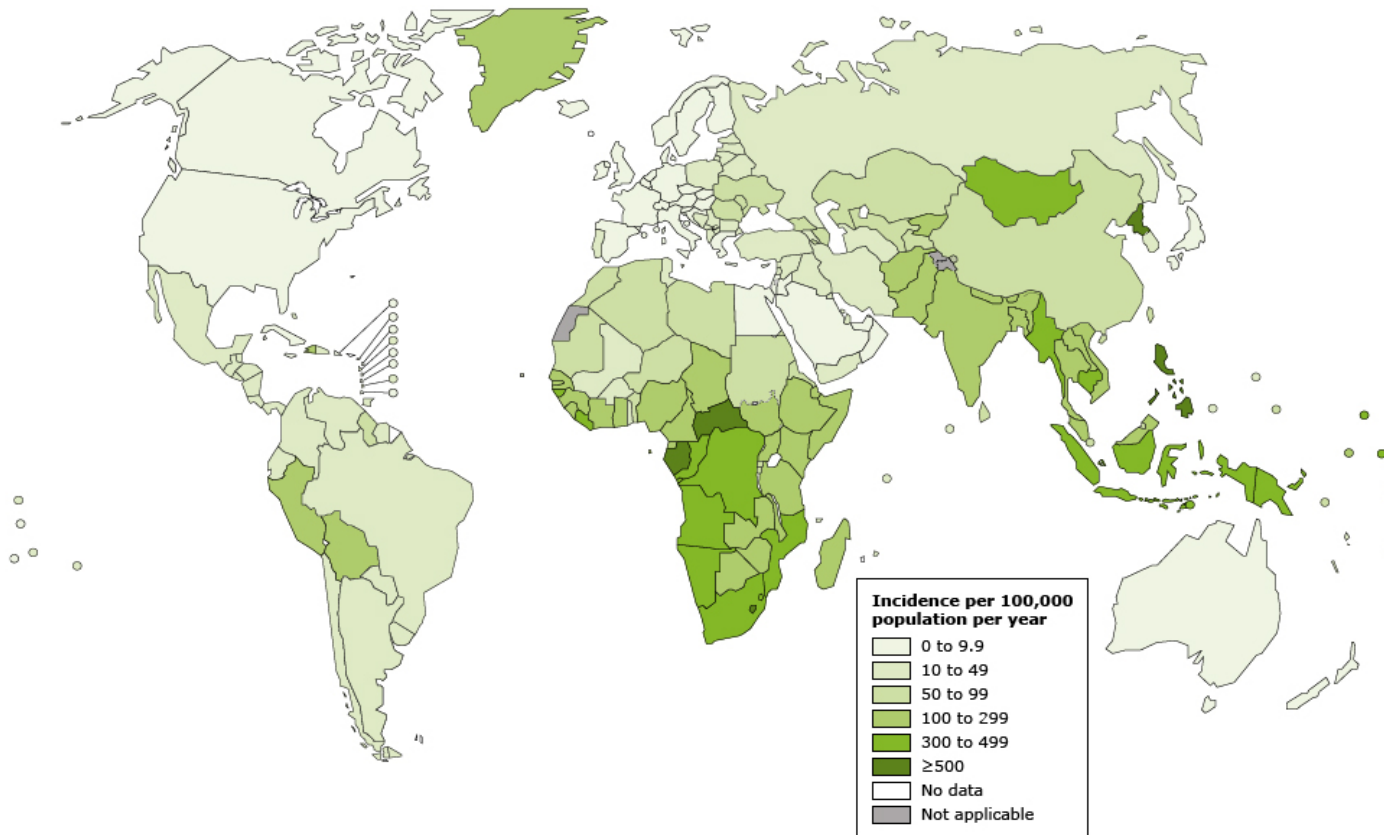 Incidence per 100,000
population per year
0 to 9.9
10 to 49
50 to 99
100 to 299
300 to 499
≥500
No data
Not applicable